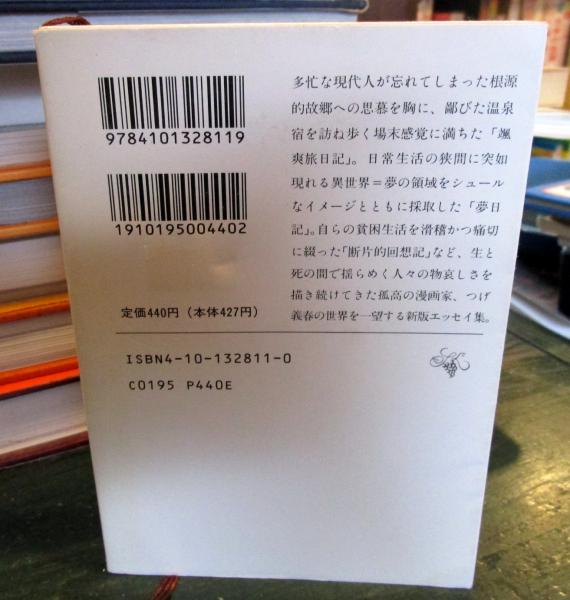 9784101328119
1910195004402
定価440円（本体427円）
多忙な現代人が忘れてしまった根源
的故郷への思慕を胸に、鄙びた温泉
宿を訪ね歩く場末感覚に満ちた「颯
爽旅日記」。日常生活の狭間に突如
現れる異世界＝夢の領域をシュール
なイメージとともに採取した「夢日
記」。自らの貧困生活を滑稽かつ痛切
に綴った「断片的回想記」など、生と
死の間で揺らめく人々の物哀しさを
描き続けてきた孤高の漫画家、つげ
義春の世界を一望する新版エッセイ集。
ISBN4-10-132811-0
C0195 P440E